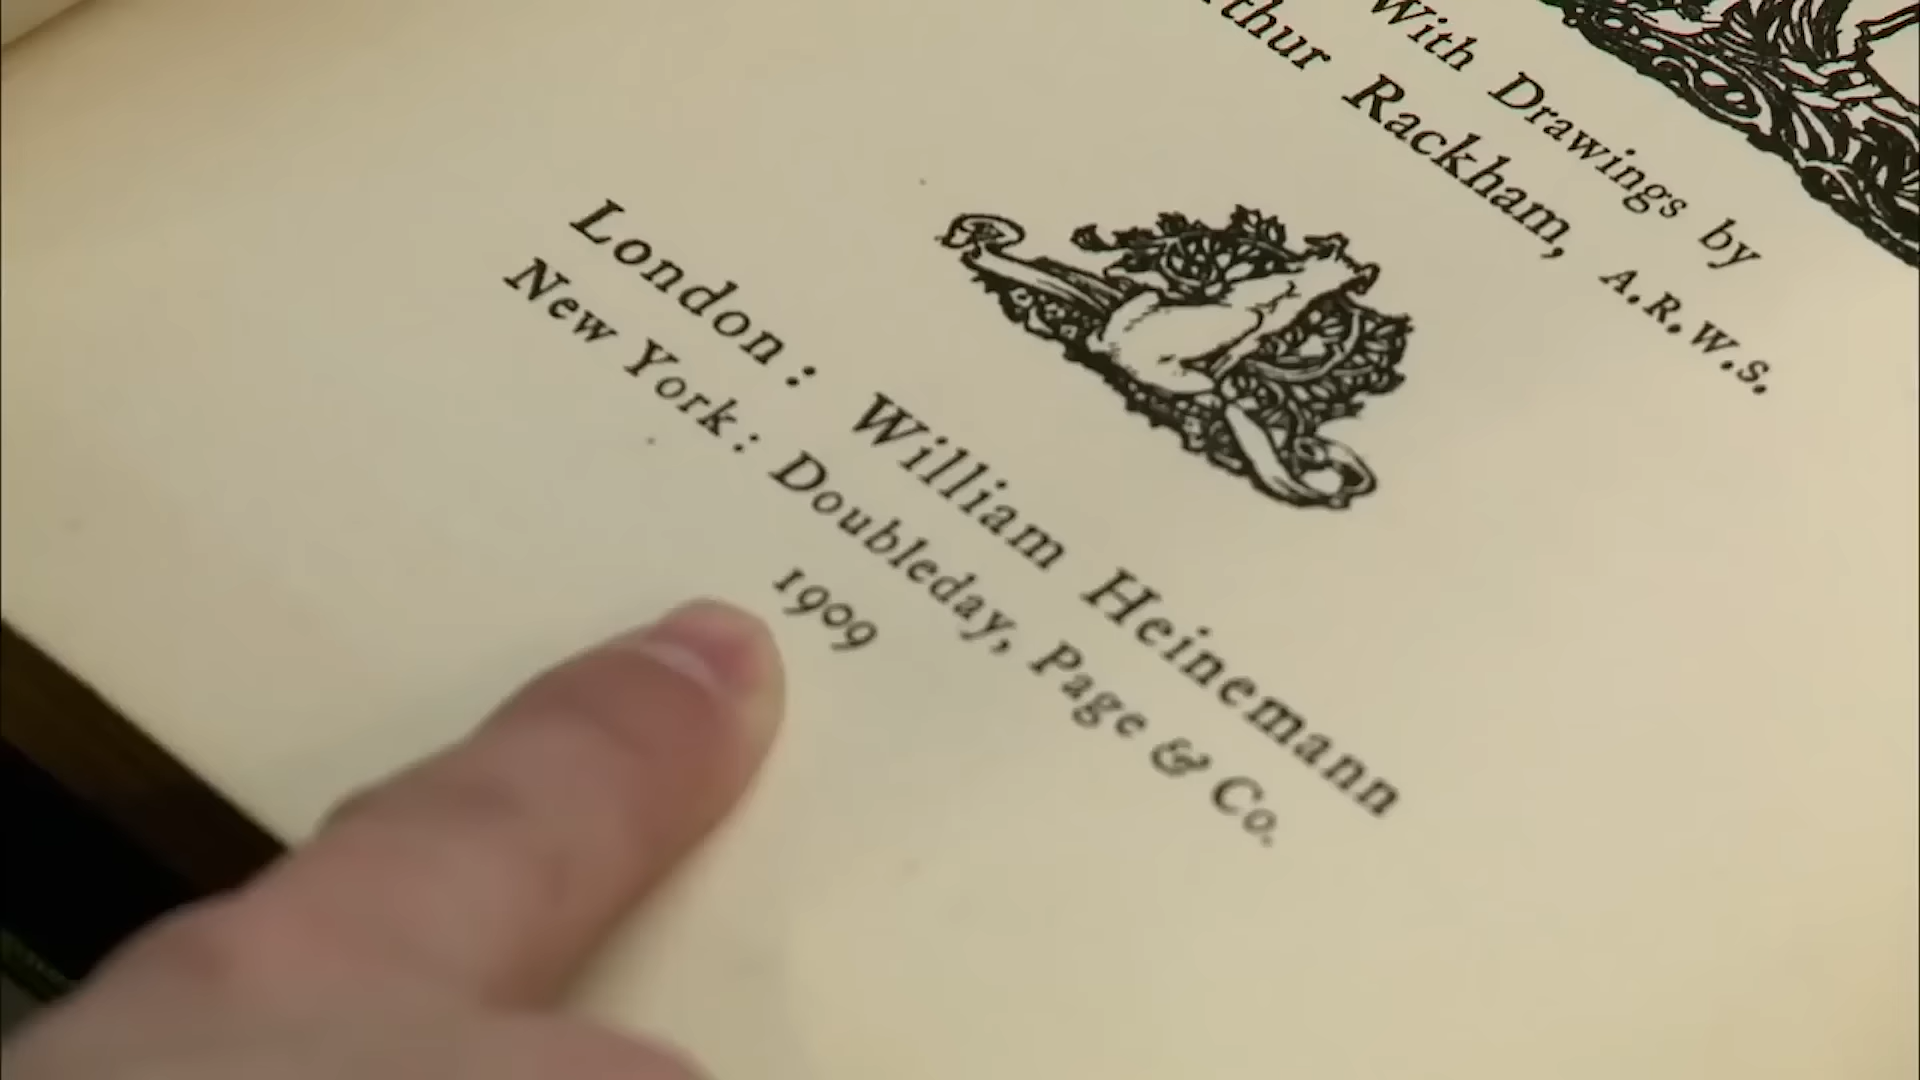 With Drawings by
Rackham, A.R.W.S.
London: William Heinemann
New York: Doubleday, Page & Co.
1909